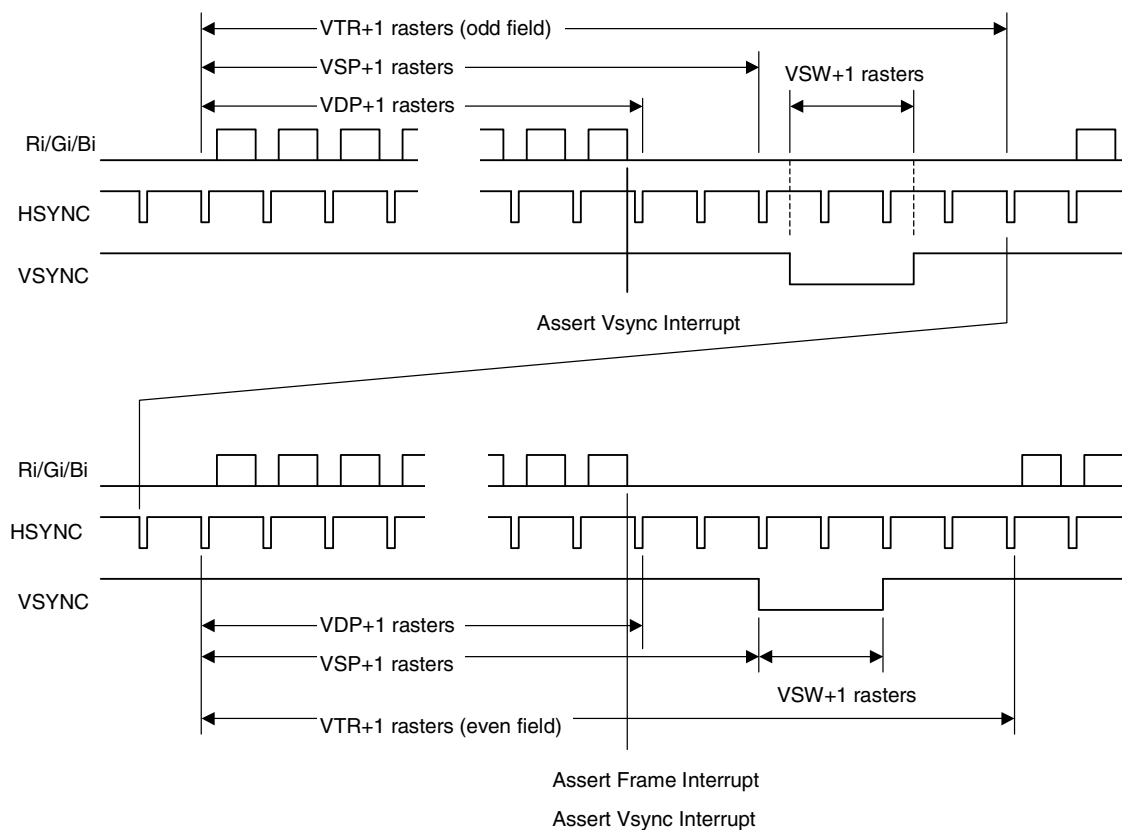 VTR+1 rasters (odd field)
VSP+1 rasters
VSW+1 rasters
VDP+1 rasters
Ri/Gi/Bi
HSYNC
VSYNC
Assert Vsync Interrupt
Ri/Gi/Bi
HSYNC
VSYNC
VDP+1 rasters
VSP+1 rasters
VSW+1 rasters
VTR+1 rasters (even field)
Assert Frame Interrupt
Assert Vsync Interrupt